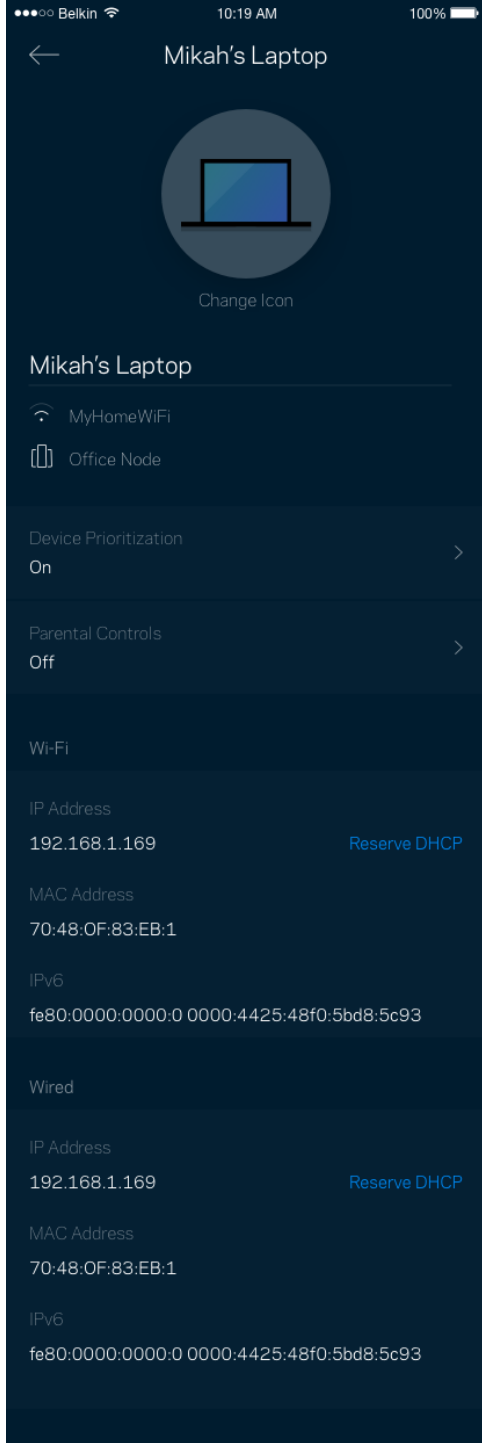 Belkin 10:19 AM 100%
Mikah's Laptop
Change Icon
Mikah's Laptop
MyHomeWiFi
Office Node
Device Prioritization
On
Parental Controls
Off
Wi-Fi
IP Address
192.168.1.169 Reserve DHCP
MAC Address
70:48:0F:83:EB:1
IPv6
fe80:0000:0000:0 0000:4425:48f0:5bd8:5c93
Wired
IP Address
192.168.1.169 Reserve DHCP
MAC Address
70:48:0F:83:EB:1
IPv6
fe80:0000:0000:0 0000:4425:48f0:5bd8:5c93